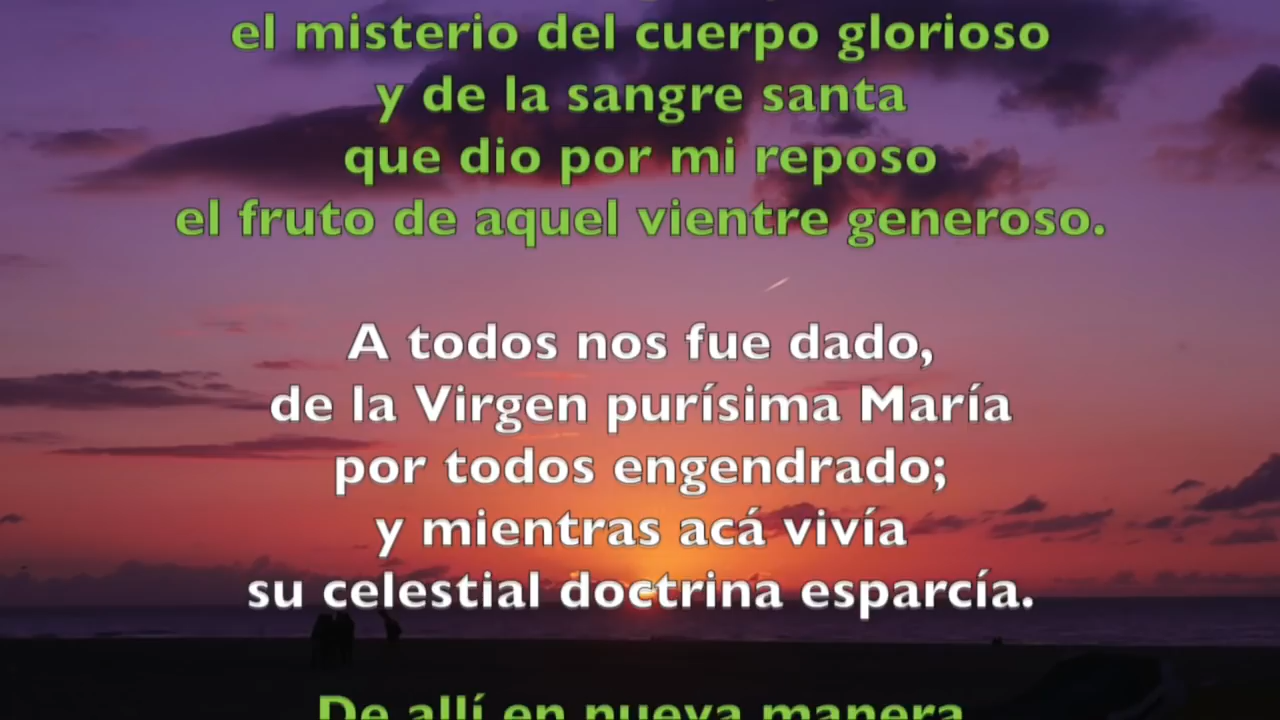 el misterio del cuerpo glorioso
y de la sangre santa
que dio por mi reposo
el fruto de aquel vientre generoso.
A todos nos fue dado,
de la Virgen purísima María
por todos engendrado;
y mientras acá vivía
su celestial doctrina esparcía.
De allí en nueva manera